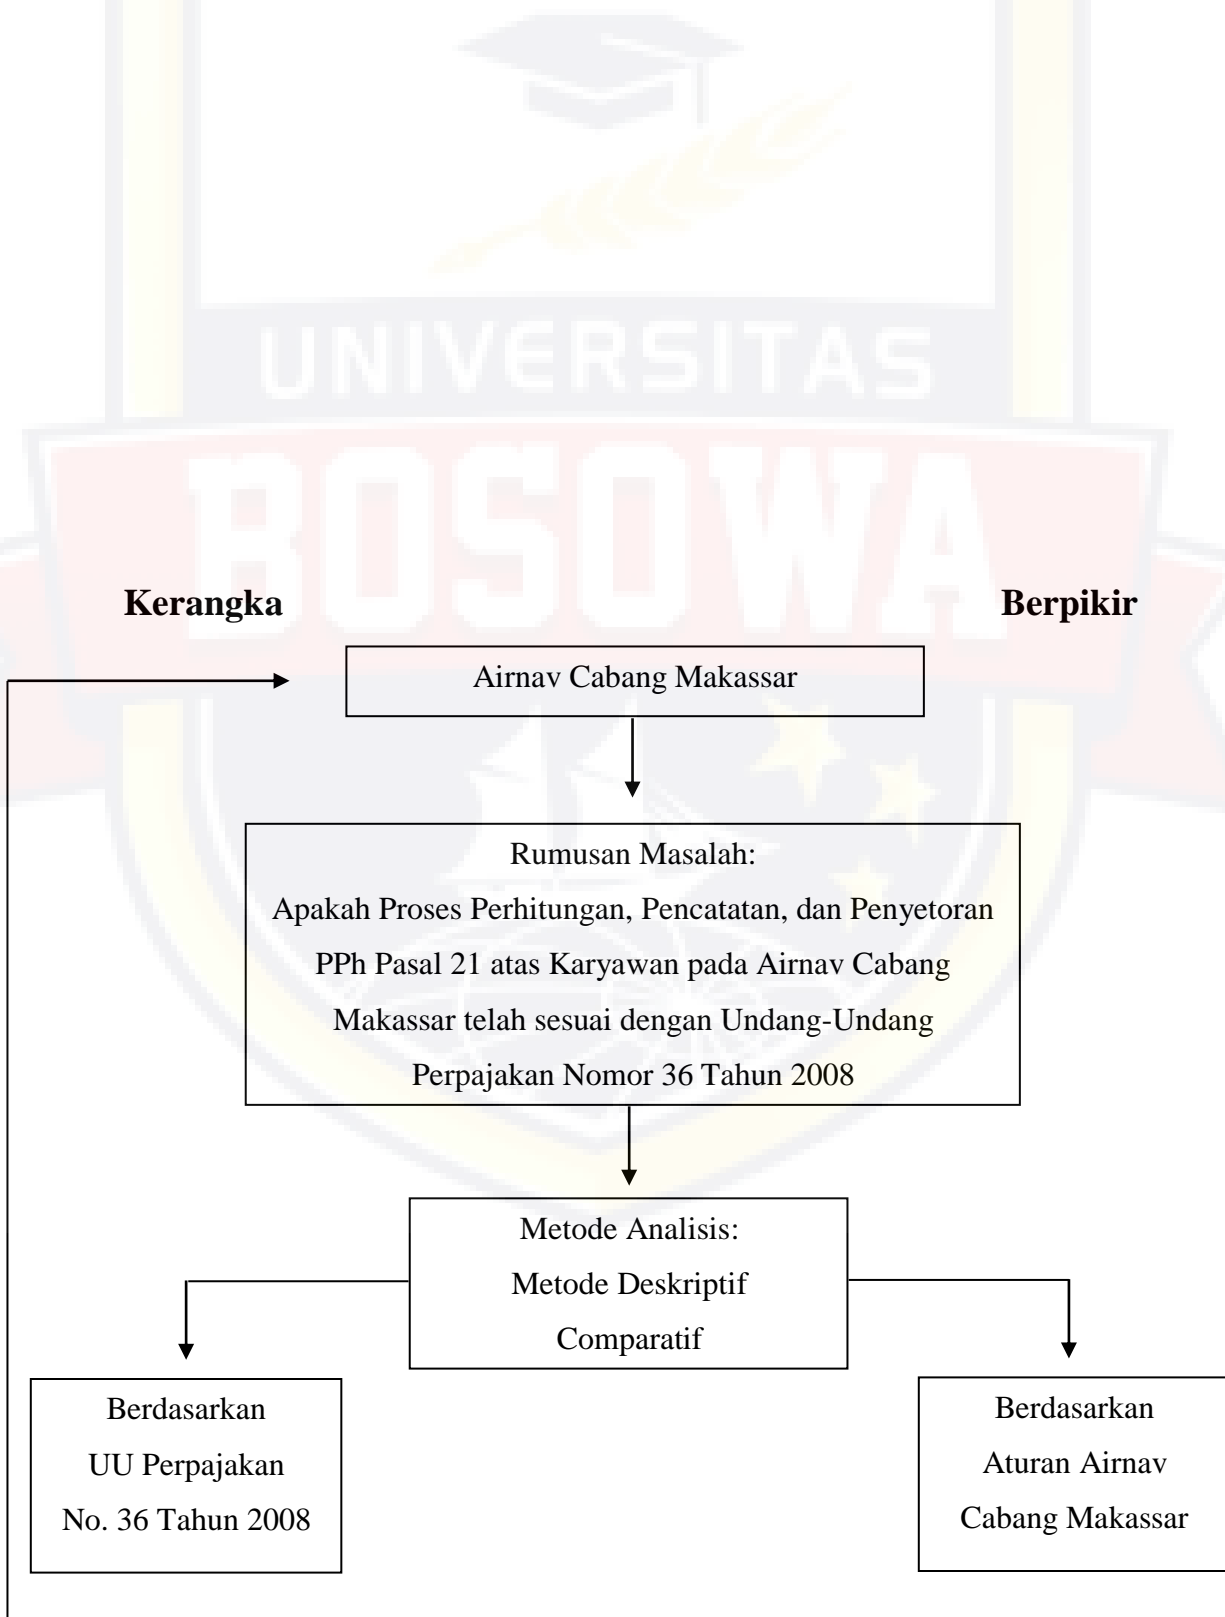 UNIVERSITAS
BOSOWA
Kerangka Berpikir
Airnav Cabang Makassar
Rumusan Masalah:
Apakah Proses Perhitungan, Pencatatan, dan Penyetoran
PPh Pasal 21 atas Karyawan pada Airnav Cabang
Makassar telah sesuai dengan Undang-Undang
Perpajakan Nomor 36 Tahun 2008
Metode Analisis:
Metode Deskriptif
Comparatif
Berdasarkan
UU Perpajakan
No. 36 Tahun 2008
Berdasarkan
Aturan Airnav
Cabang Makassar